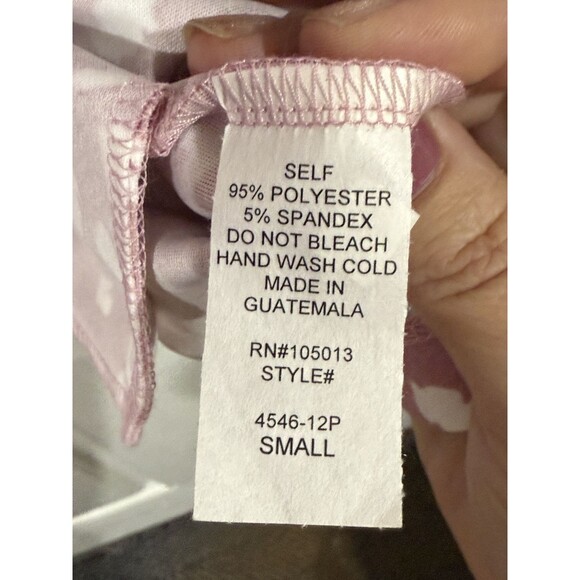 SELF
95% POLYESTER
5% SPANDEX
DO NOT BLEACH
HAND WASH COLD
MADE IN
GUATEMALA
RN#105013
STYLE#
4546-12P
SMALL